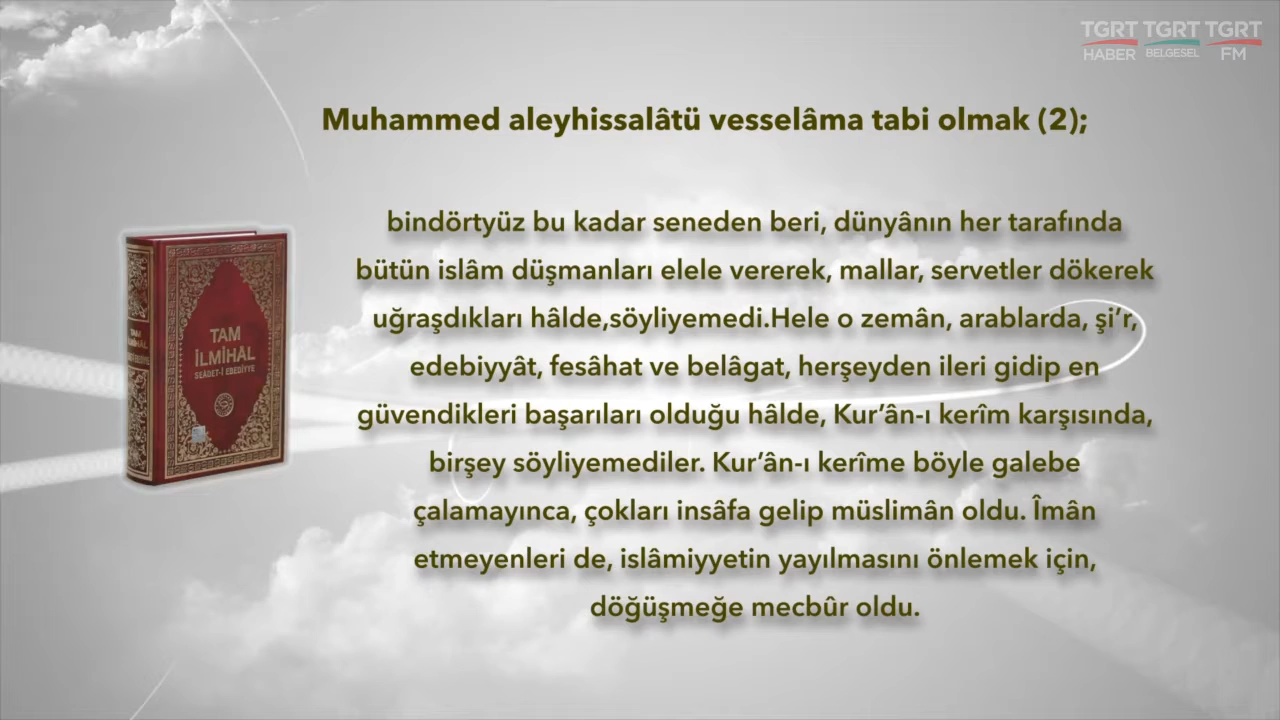 TGRT TGRT TGRT
HABER BELGESEL FM
Muhammed aleyhissalâtü vesselâma tabi olmak (2);
bindörtyüz bu kadar seneden beri, dünyânın her tarafında
bütün islâm düşmanları elele vererek, mallar, servetler dökerek
uğraşdıkları hâlde,söyliyemedi.Hele o zemân, arablarda, şi’r,
edebiyyât, fesâhat ve belâgat, herşeyden ileri gidip en
güvendikleri başarıları olduğu hâlde, Kur’ân-ı kerîm karşısında,
birşey söyliyemediler. Kur’ân-ı kerîme böyle galebe
çalamayınca, çokları insâfa gelip müslimân oldu. Îmân
etmeyenleri de, islâmiyyetin yayılmasını önlemek için,
döğüşmeğe mecbûr oldu.
TAM
İLMİHAL
SEÂDET-İ EBEDİYYE
TAM
İLMİHAL